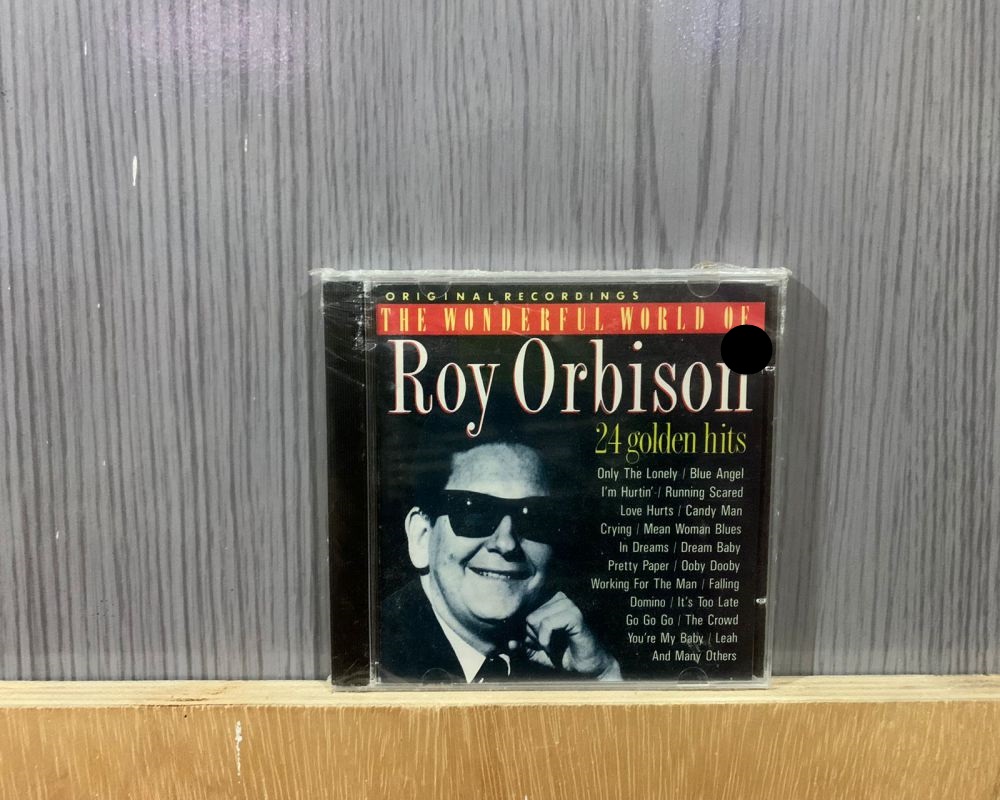 ORIGINAL RECORDINGS
THE WONDERFUL WORLD OF
Roy Orbison
24 golden hits
Only The Lonely / Blue Angel
I'm Hurtin' / Running Scared
Love Hurts / Candy Man
Crying / Mean Woman Blues
In Dreams / Dream Baby
Pretty Paper / Ooby Dooby
Working For The Man / Falling
Domino / It's Too Late
Go Go Go / The Crowd
You're My Baby / Leah
And Many Others